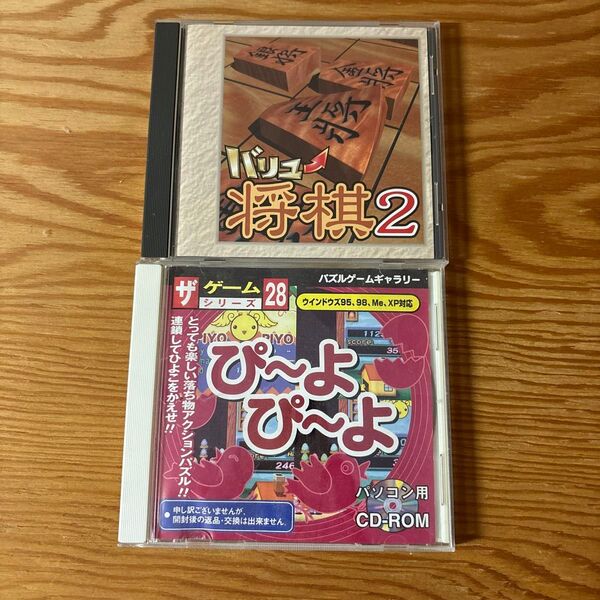 銀将
金将
王将
バリュー
将棋2
ザ ゲーム シリーズ 28
パズルゲームギャラリー
ウインドウズ95、98、Me、XP対応
とっても楽しい落ち物アクションパズル!!
連鎖してひよこをかえせ!!
ぴ～よ
ぴ～よ
パソコン用
CD-ROM
・申し訳ございませんが、
開封後の返品・交換は出来ません。